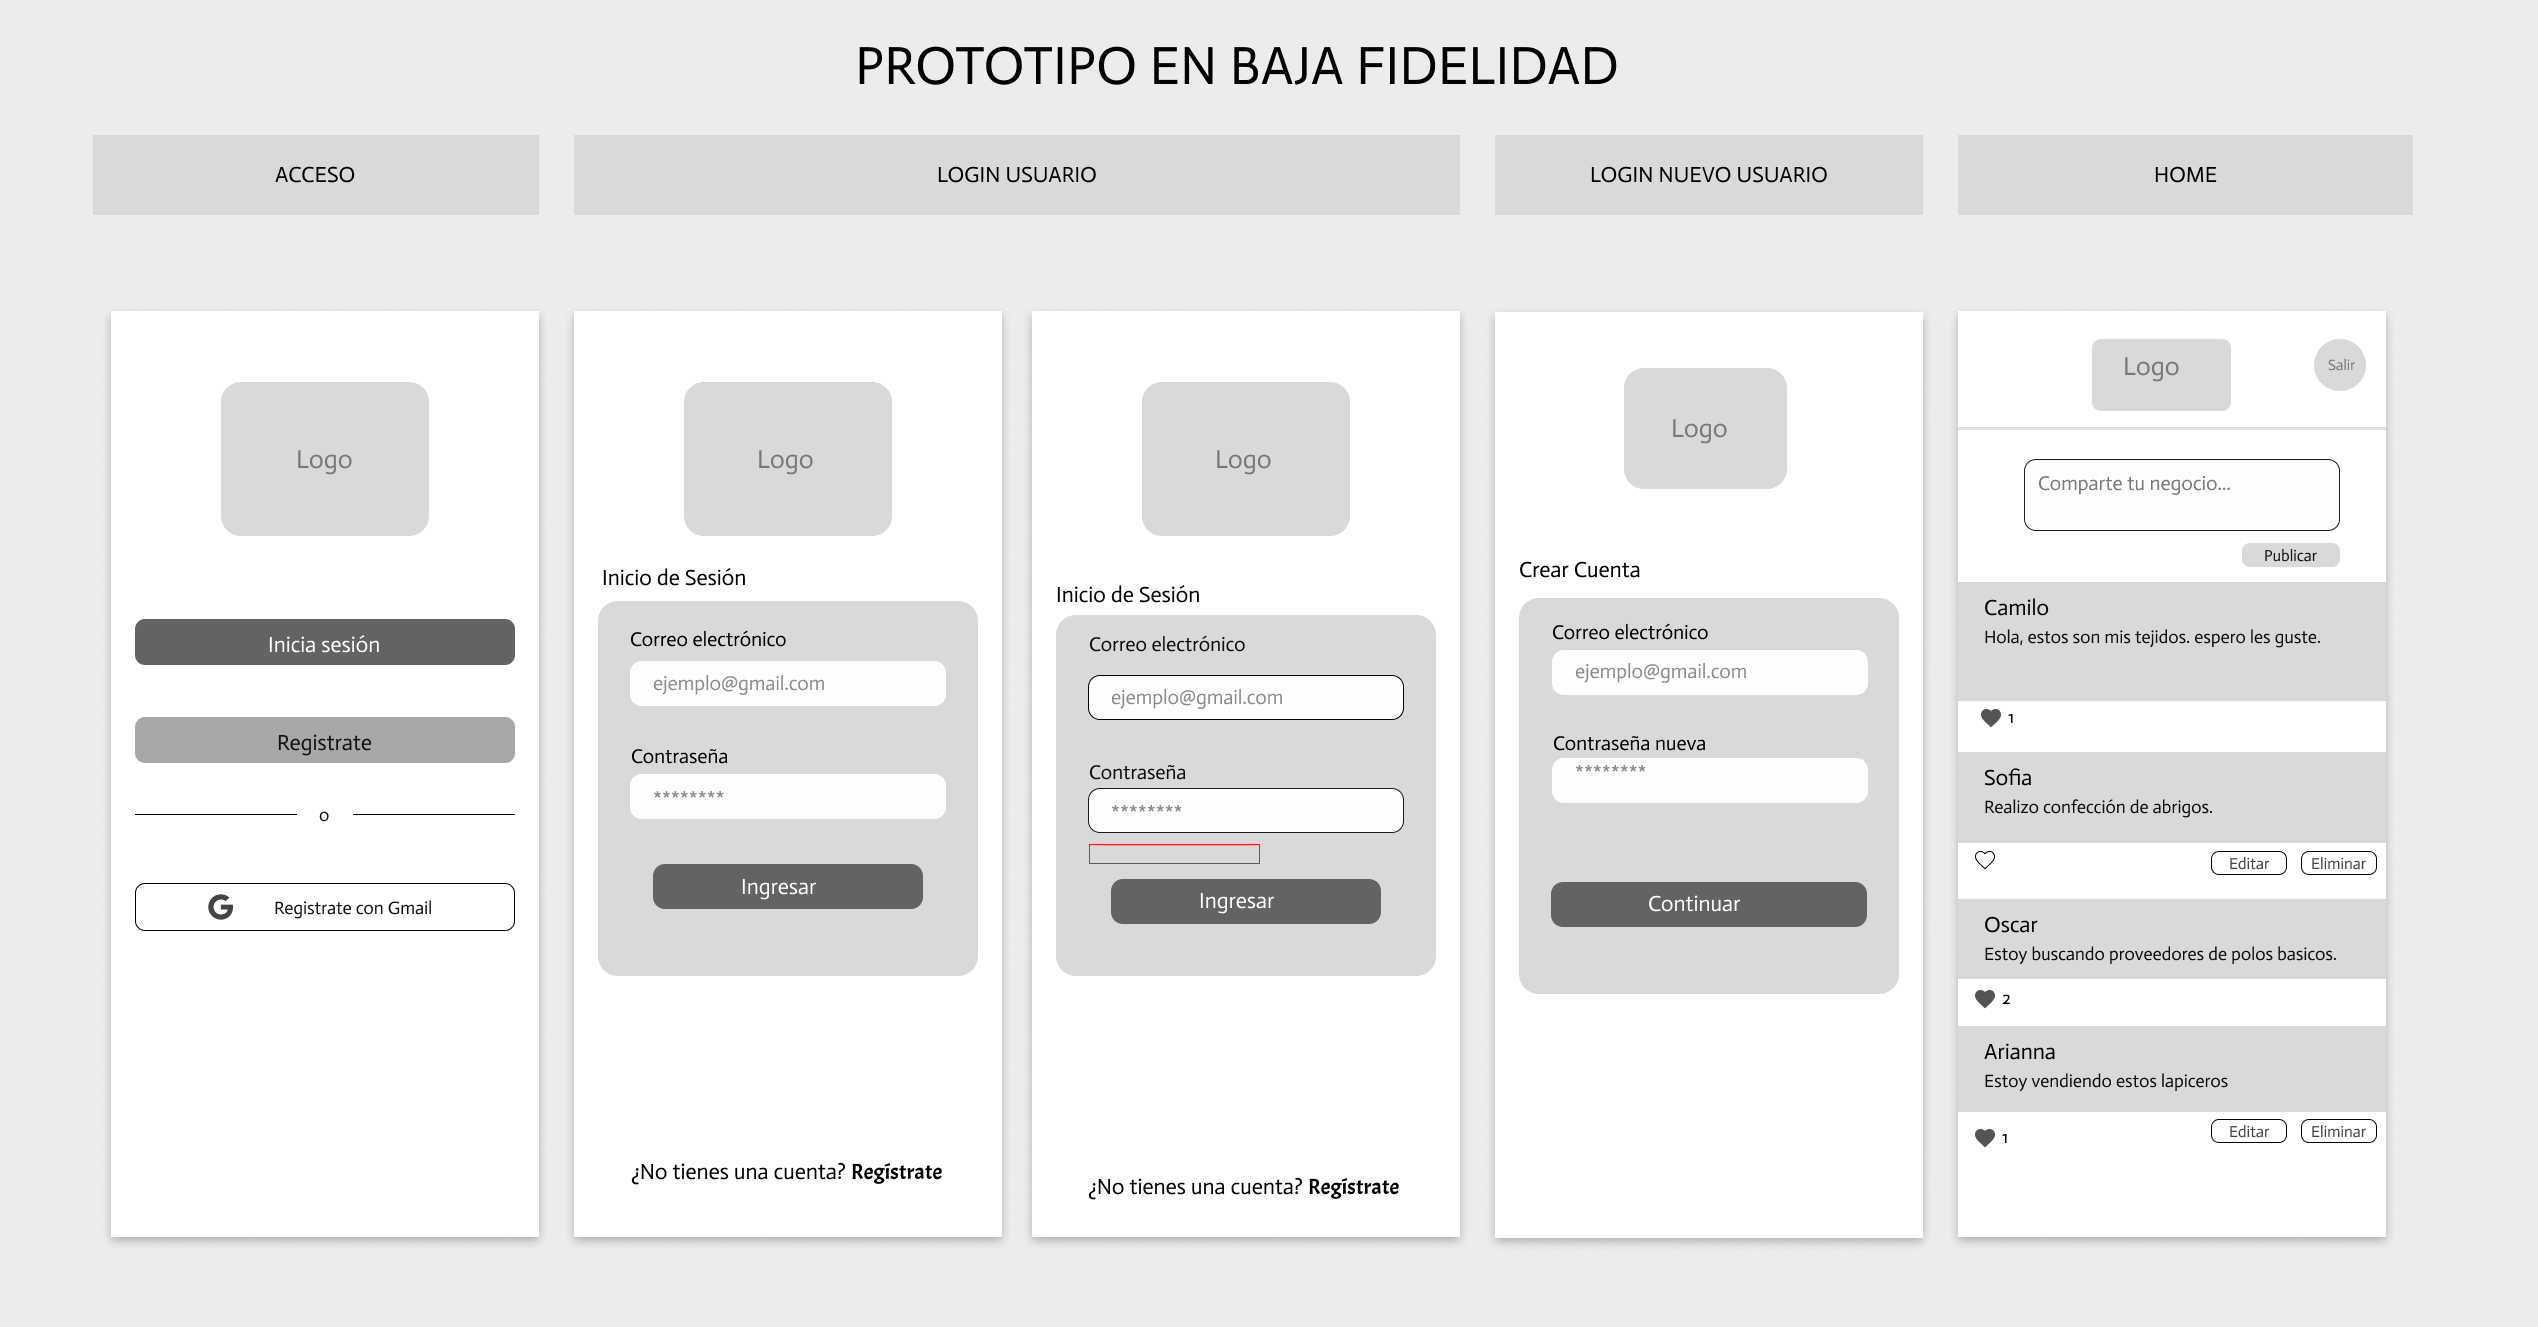 PROTOTIPO EN BAJA FIDELIDAD
ACCESO
LOGIN USUARIO
LOGIN NUEVO USUARIO
HOME
Logo
Inicia sesión
Registrate
o
G Registrate con Gmail
Logo
Inicio de Sesión
Correo electrónico
ejemplo@gmail.com
Contraseña
********
Ingresar
¿No tienes una cuenta? Regístrate
Logo
Inicio de Sesión
Correo electrónico
ejemplo@gmail.com
Contraseña
********
Ingresar
¿No tienes una cuenta? Regístrate
Logo
Crear Cuenta
Correo electrónico
ejemplo@gmail.com
Contraseña nueva
********
Continuar
Logo
Salir
Comparte tu negocio...
Publicar
Camilo
Hola, estos son mis tejidos. espero les guste.
1
Sofia
Realizo confección de abrigos.
Editar Eliminar
Oscar
Estoy buscando proveedores de polos basicos.
2
Arianna
Estoy vendiendo estos lapiceros
1 Editar Eliminar